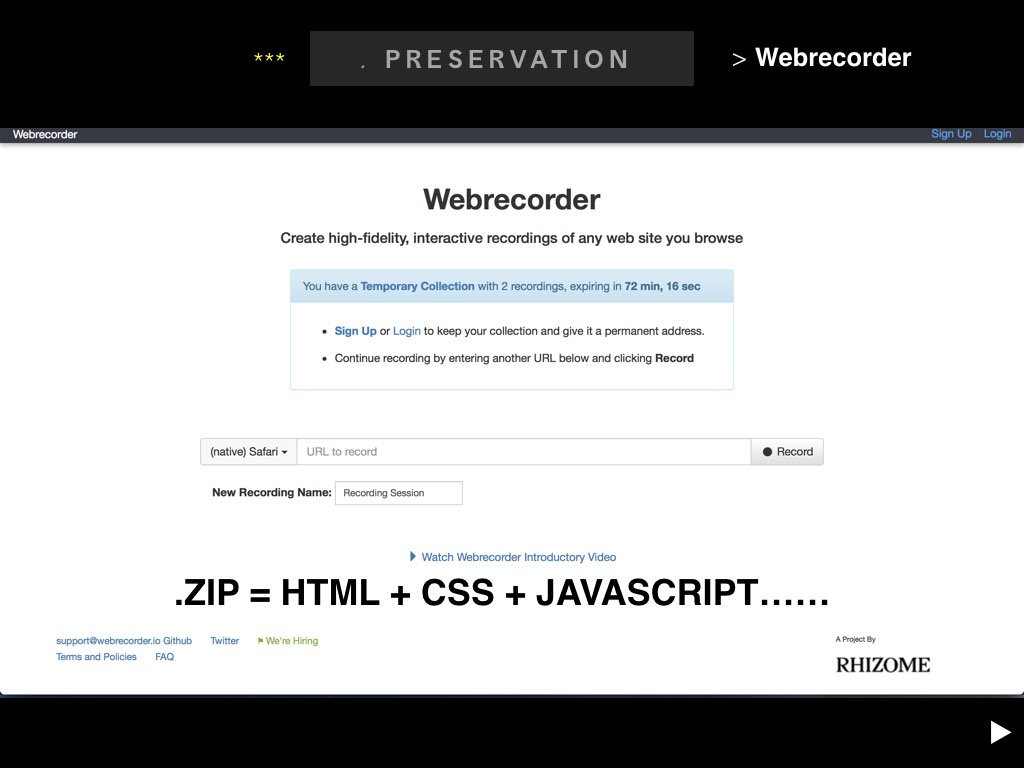 *** . PRESERVATION > Webrecorder
Webrecorder Sign Up Login
Webrecorder
Create high-fidelity, interactive recordings of any web site you browse
You have a Temporary Collection with 2 recordings, expiring in 72 min, 16 sec
• Sign Up or Login to keep your collection and give it a permanent address.
• Continue recording by entering another URL below and clicking Record
(native) Safari URL to record Record
New Recording Name: Recording Session
Watch Webrecorder Introductory Video
.ZIP = HTML + CSS + JAVASCRIPT……
support@webrecorder.io Github Twitter We're Hiring
Terms and Policies FAQ
A Project By
RHIZOME